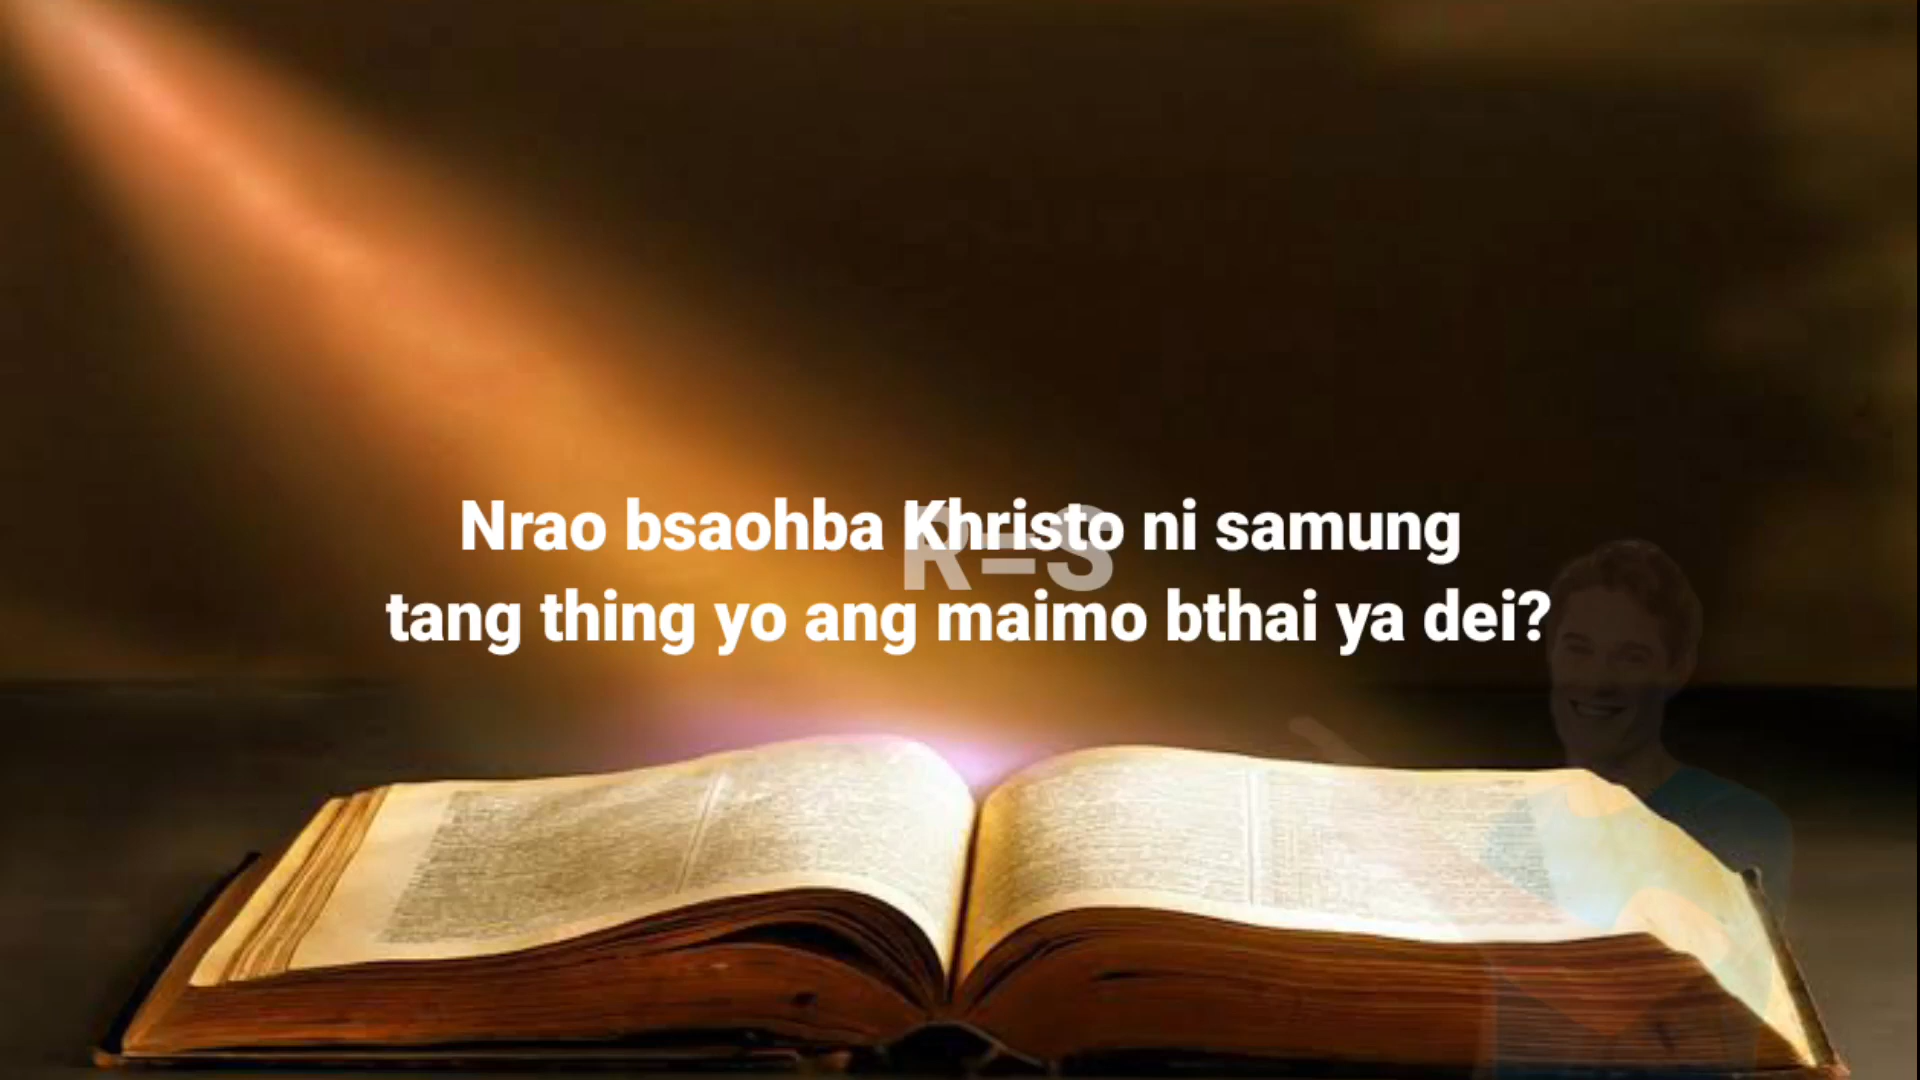 Nrao bsaohba Khristo ni samung
R=S
tang thing yo ang maimo bthai ya dei?